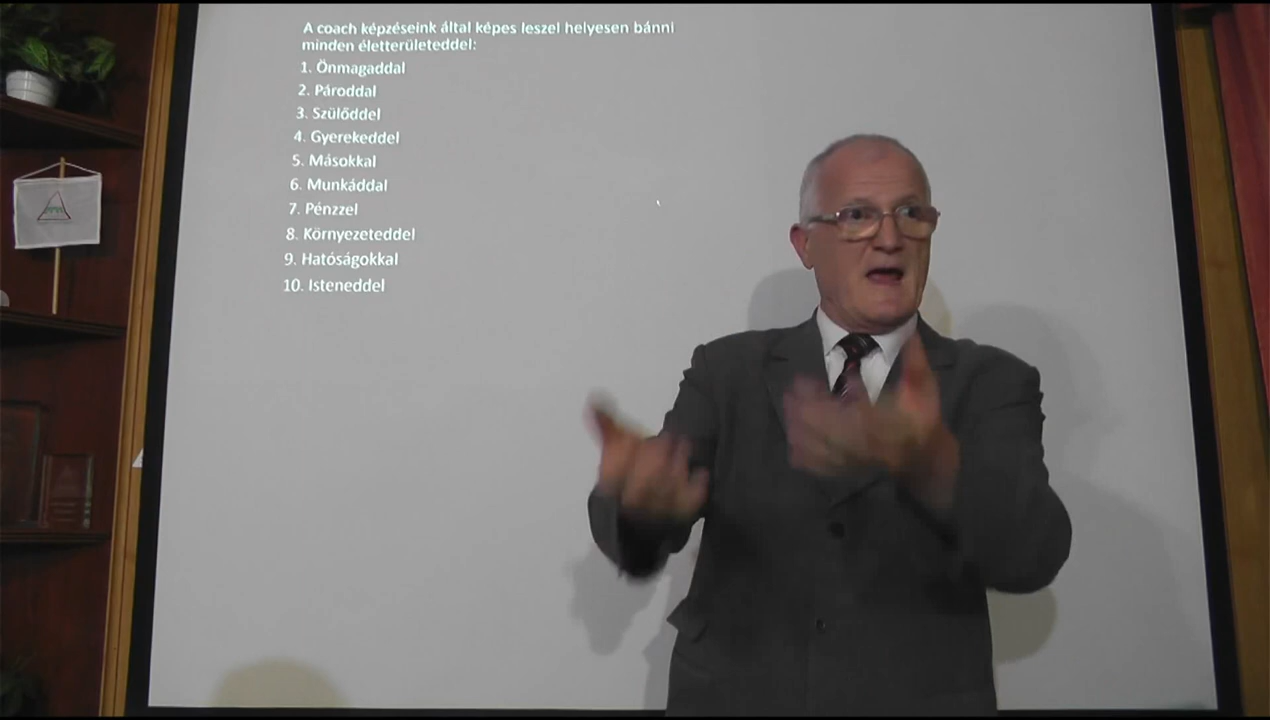 A coach képzéseink által képes leszel helyesen bánni
minden életterületeddel:
1. Önmagaddal
2. Pároddal
3. Szülőddel
4. Gyerekeddel
5. Másokkal
6. Munkáddal
7. Pénzzel
8. Környezeteddel
9. Hatóságokkal
10. Isteneddel